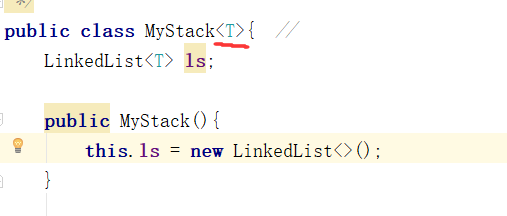 */
public class MyStack<T>{  //
LinkedList<T> ls;
public MyStack(){
this.ls = new LinkedList<>();
}